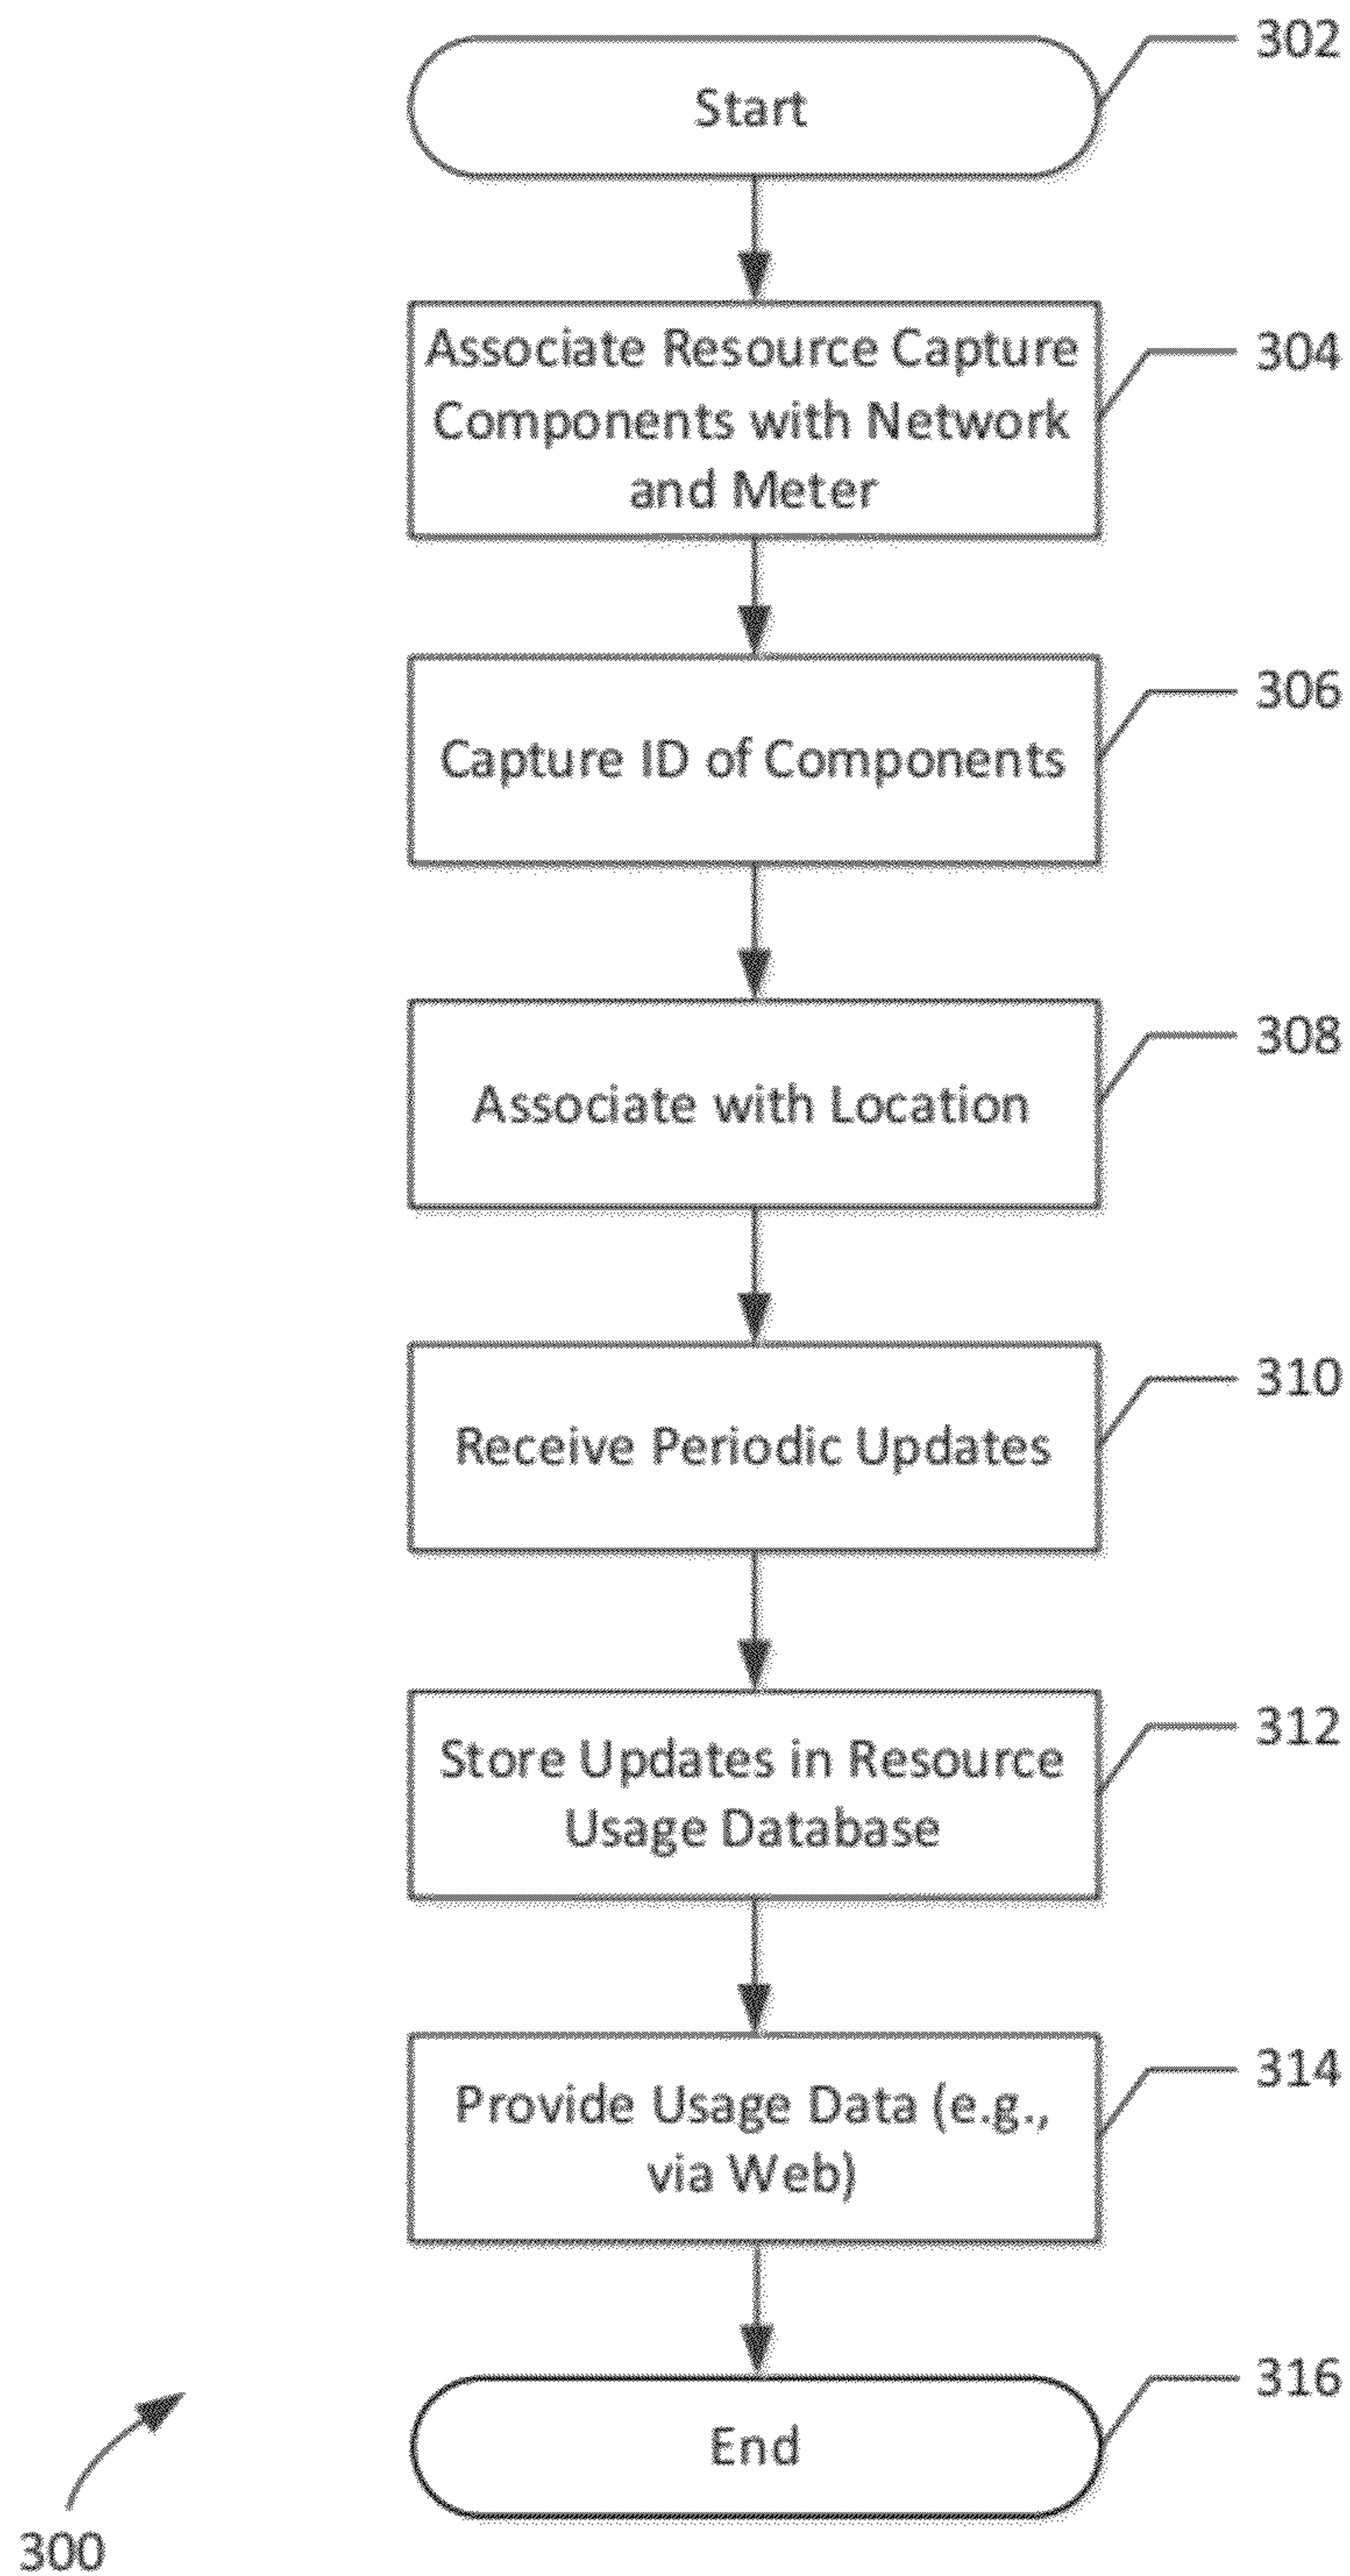 302
Start
304
Associate Resource Capture
Components with Network
and Meter
306
Capture ID of Components
308
Associate with Location
310
Receive Periodic Updates
312
Store Updates in Resource
Usage Database
314
Provide Usage Data (e.g.,
via Web)
316
End
300